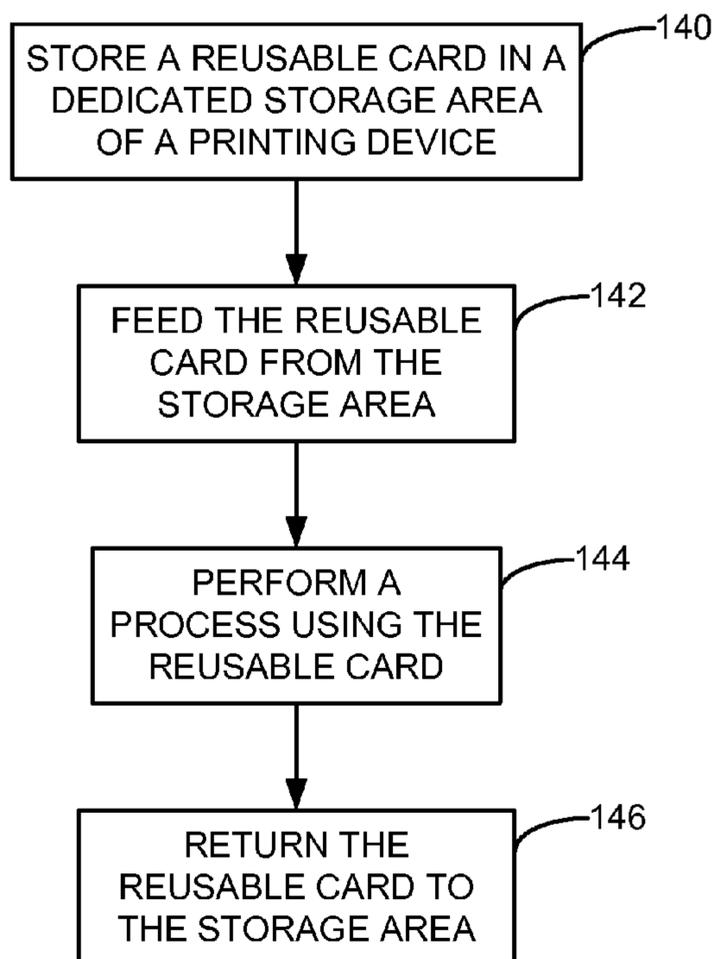 STORE A REUSABLE CARD IN A
DEDICATED STORAGE AREA
OF A PRINTING DEVICE
140
FEED THE REUSABLE
CARD FROM THE
STORAGE AREA
142
PERFORM A
PROCESS USING THE
REUSABLE CARD
144
RETURN THE
REUSABLE CARD TO
THE STORAGE AREA
146